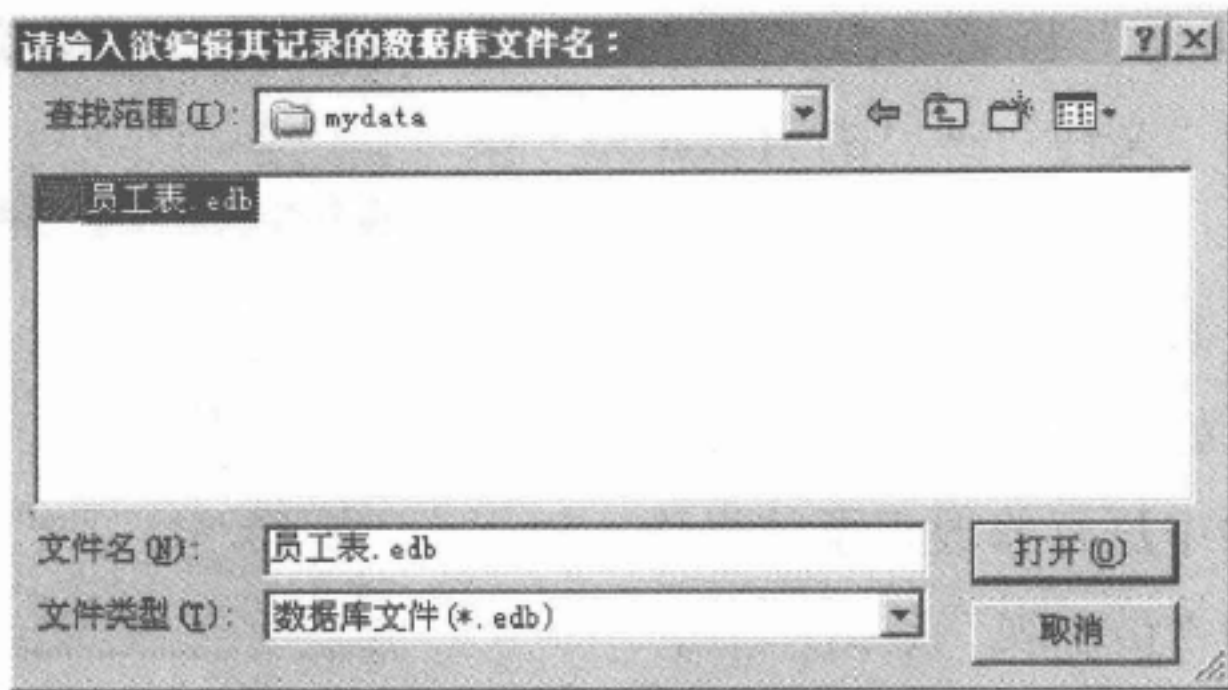 请输入欲编辑其记录的数据库文件名：
查找范围(I): mydata
员工表.edb
文件名(N): 员工表.edb 打开(O)
文件类型(T): 数据库文件(*.edb)
取消